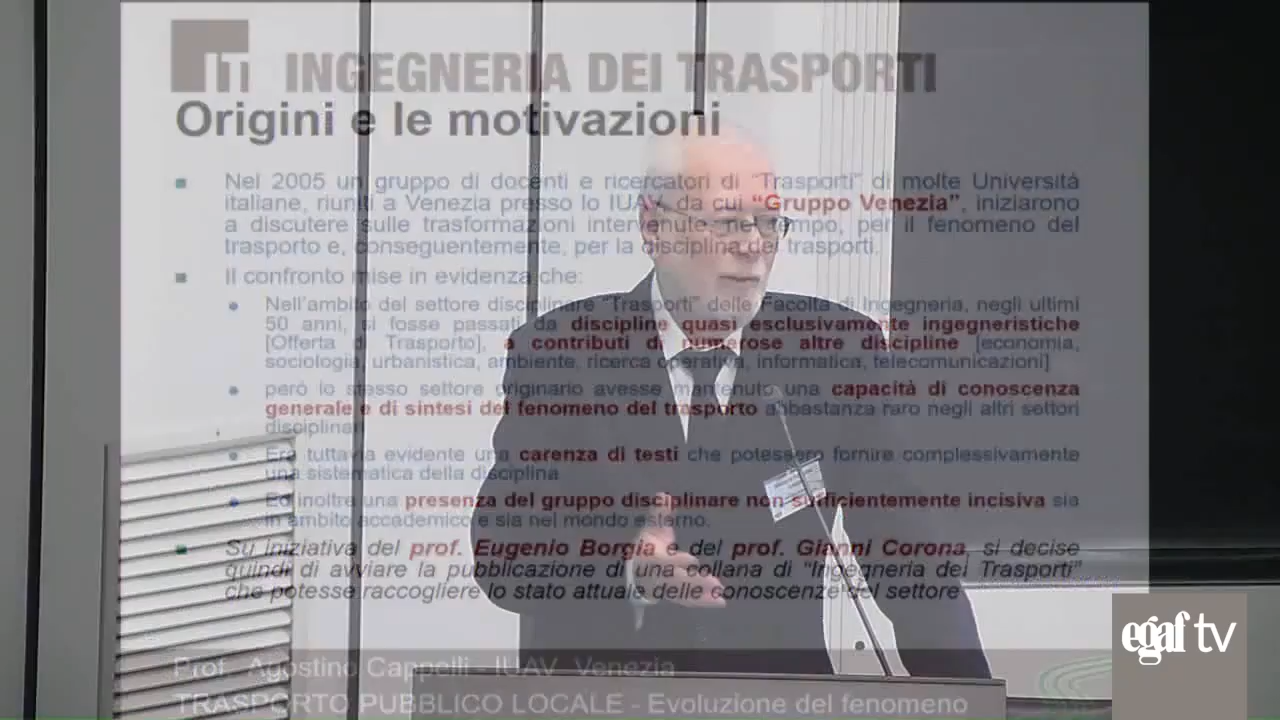 IT INGEGNERIA DEI TRASPORTI
Origini e le motivazioni
Nel 2005 un gruppo di docenti e ricercatori di "Trasporti" di molte Università
italiane, riuniti a Venezia presso lo IUAV, da cui "Gruppo Venezia", iniziarono
a discutere sulle trasformazioni intervenute nel tempo, per il fenomeno del
trasporto e, conseguentemente, per la disciplina dei trasporti.
Il confronto mise in evidenza che:
Nell'ambito del settore disciplinare "Trasporti" delle Facoltà di Ingegneria, negli ultimi
50 anni, si fosse passati da discipline quasi esclusivamente ingegneristiche
[Offerta di Trasporto], a contributi di numerose altre discipline [economia,
sociologia, urbanistica, ambiente, ricerca operativa, informatica, telecomunicazioni]
però lo stesso settore originario avesse mantenuto una capacità di conoscenza
generale e di sintesi del fenomeno del trasporto abbastanza raro negli altri settori
disciplinari
Era tuttavia evidente una carenza di testi che potessero fornire complessivamente
una sistematica della disciplina
Ed inoltre una presenza del gruppo disciplinare non sufficientemente incisiva sia
in ambito accademico e sia nel mondo esterno.
Su iniziativa del prof. Eugenio Borgia e del prof. Gianni Corona, si decise
quindi di avviare la pubblicazione di una collana di "Ingegneria dei Trasporti"
che potesse raccogliere lo stato attuale delle conoscenze del settore
Prof. Agostino Cappelli - IUAV Venezia
TRASPORTO PUBBLICO LOCALE - Evoluzione del fenomeno
egaf tv